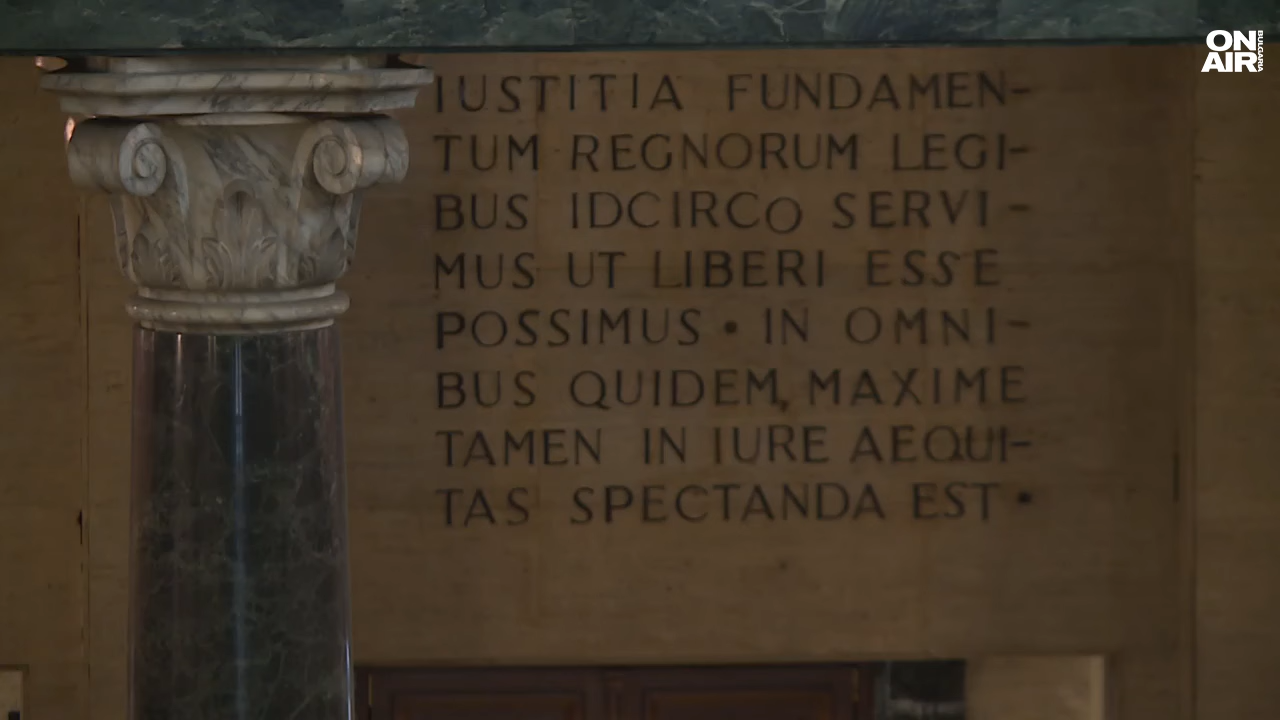 ON
AIR
BULGARIA
IUSTITIA FUNDAMEN-
TUM REGNORUM LEGI-
BUS IDCIRCO SERVI-
MUS UT LIBERI ESSE
POSSIMUS • IN OMNI-
BUS QUIDEM, MAXIME
TAMEN IN IURE AEQUI-
TAS SPECTANDA EST •